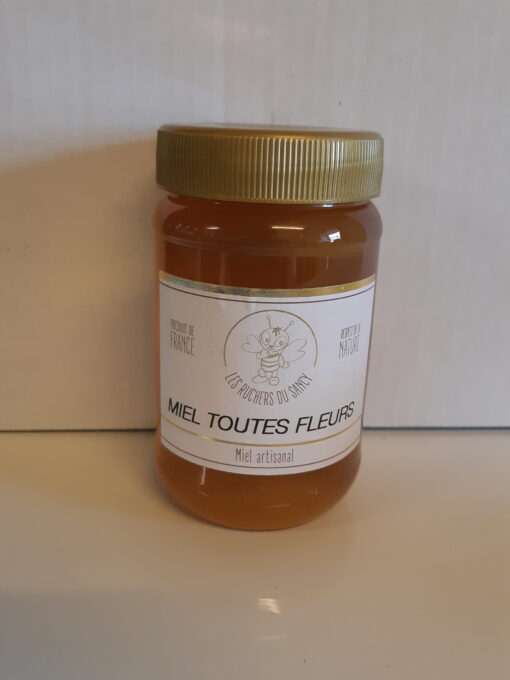 PRODUIT DE
FRANCE
LES RUCHERS DU SANCY
NATURE
MIEL TOUTES FLEURS
Miel artisanal